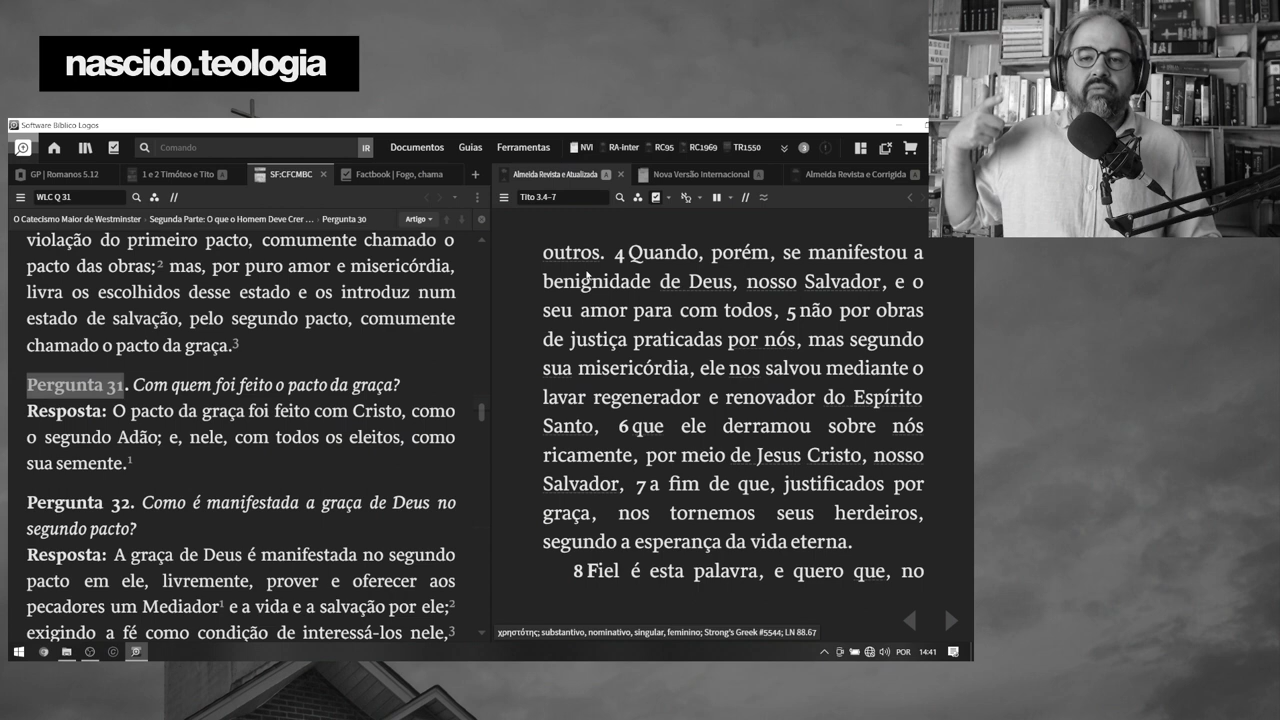 nascido.teologia
Software Bíblico Logos
Comando
IR
Documentos
Guias
Ferramentas
NVI
RA-Inter
RC95
RC1969
TR1550
3
GP | Romanos 5.12
1 e 2 Timóteo e Tito
SF:CFCMBC
Factbook | Fogo, chama
Almeida Revista e Atualizada
Nova Versão Internacional
Almeida Revista e Corrigida
WLC Q 31
Tito 3.4–7
O Catecismo Maior de Westminster › Segunda Parte: O que o Homem Deve Crer ... › Pergunta 30
Artigo
violação do primeiro pacto, comumente chamado o
pacto das obras;² mas, por puro amor e misericórdia,
livra os escolhidos desse estado e os introduz num
estado de salvação, pelo segundo pacto, comumente
chamado o pacto da graça.³
Pergunta 31. Com quem foi feito o pacto da graça?
Resposta: O pacto da graça foi feito com Cristo, como
o segundo Adão; e, nele, com todos os eleitos, como
sua semente.¹
Pergunta 32. Como é manifestada a graça de Deus no
segundo pacto?
Resposta: A graça de Deus é manifestada no segundo
pacto em ele, livremente, prover e oferecer aos
pecadores um Mediador¹ e a vida e a salvação por ele;²
exigindo a fé como condição de interessá-los nele,³
outros. 4 Quando, porém, se manifestou a
benignidade de Deus, nosso Salvador, e o
seu amor para com todos, 5 não por obras
de justiça praticadas por nós, mas segundo
sua misericórdia, ele nos salvou mediante o
lavar regenerador e renovador do Espírito
Santo, 6 que ele derramou sobre nós
ricamente, por meio de Jesus Cristo, nosso
Salvador, 7 a fim de que, justificados por
graça, nos tornemos seus herdeiros,
segundo a esperança da vida eterna.
8 Fiel é esta palavra, e quero que, no
χρηστότης; substantivo, nominativo, singular, feminino; Strong's Greek #5544; LN 88.67
POR
14:41